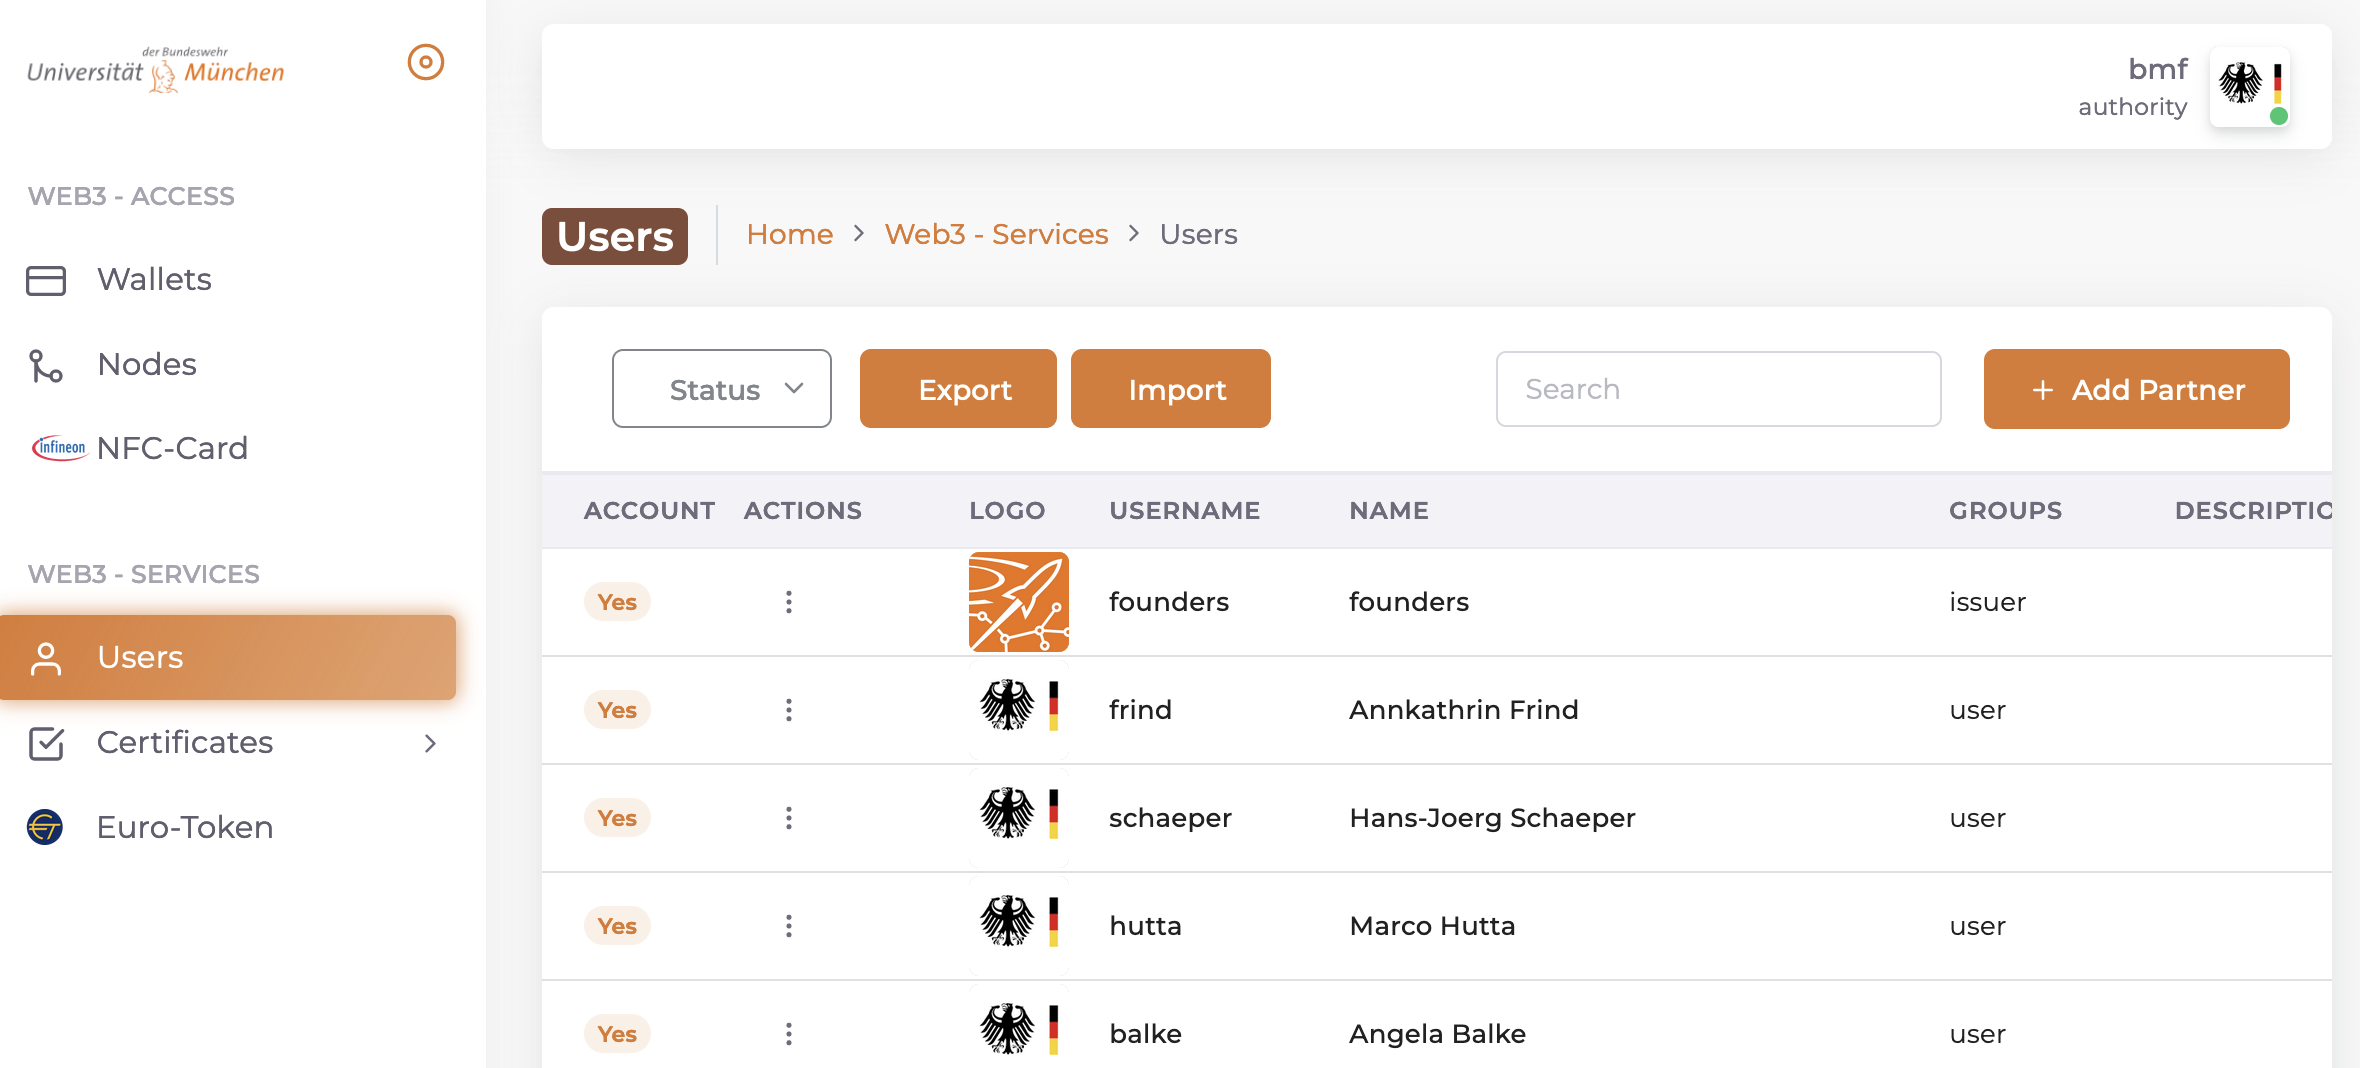 der Bundeswehr
Universität München
WEB3 - ACCESS
Wallets
Nodes
infineon NFC-Card
WEB3 - SERVICES
Users
Certificates
Euro-Token
bmf
authority
Users Home > Web3 - Services > Users
Status Export Import Search + Add Partner
ACCOUNT ACTIONS LOGO USERNAME NAME GROUPS DESCRIPTIO
Yes founders founders issuer
Yes frind Annkathrin Frind user
Yes schaeper Hans-Joerg Schaeper user
Yes hutta Marco Hutta user
Yes balke Angela Balke user